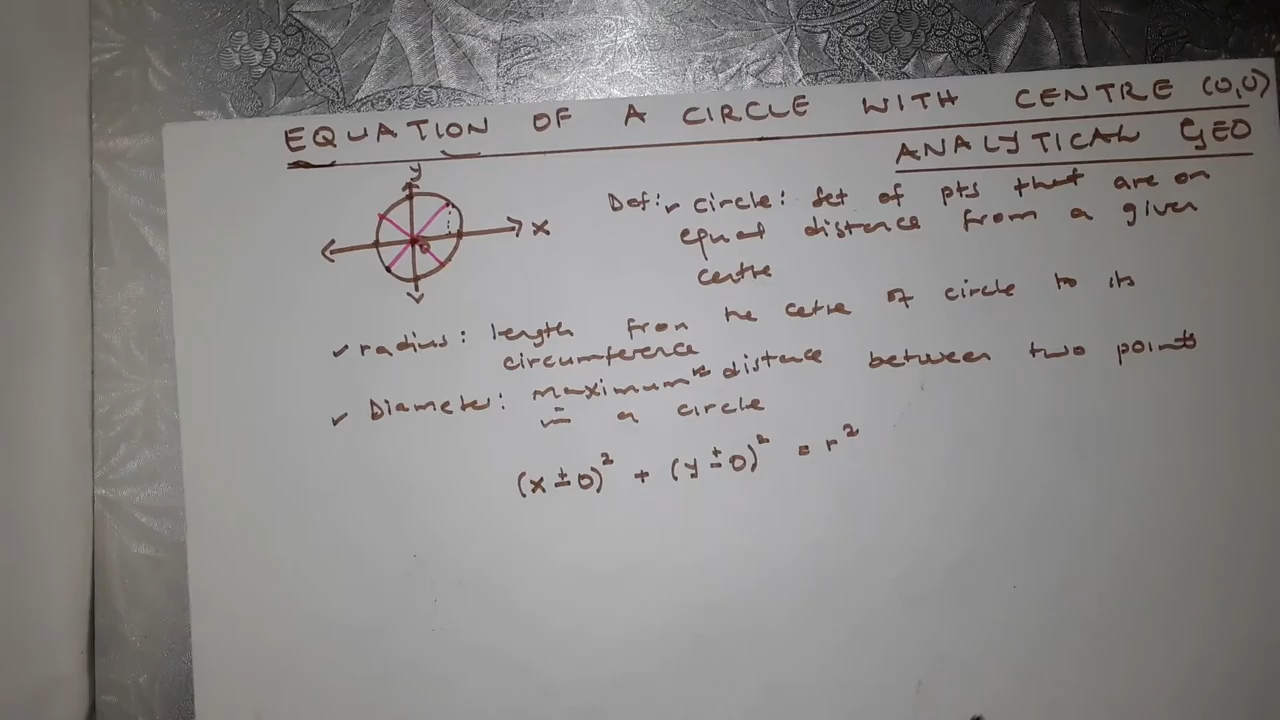 EQUATION OF A CIRCLE WITH CENTRE (0,0)
ANALYTICAL GEO
y
x
Def: ✓ circle: set of pts that are on
equal distance from a given
centre
✓ radius: length from the cetre of circle to its
circumference
✓ Diameter: maximum distance between two points
in a circle
(x ± 0)² + (y ± 0)² = r²